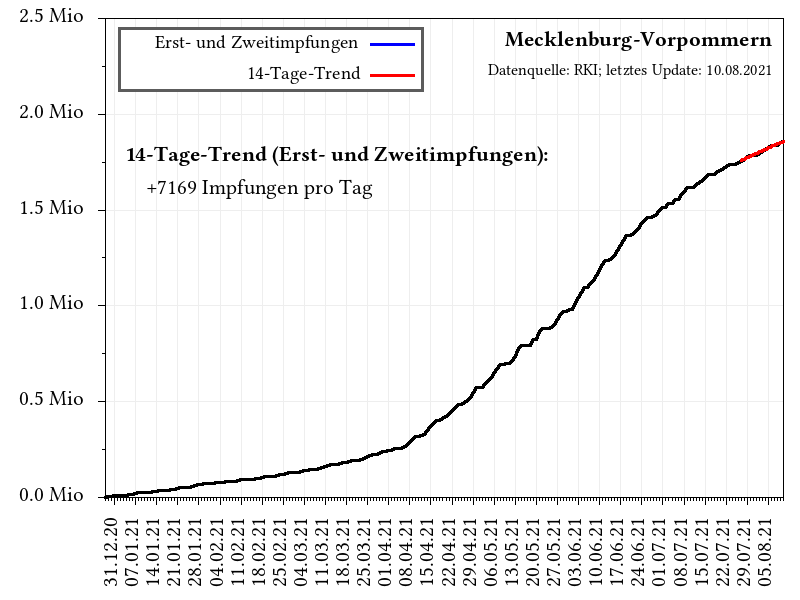 2.5 Mio
2.0 Mio
1.5 Mio
1.0 Mio
0.5 Mio
0.0 Mio
Erst- und Zweitimpfungen
14-Tage-Trend
Mecklenburg-Vorpommern
Datenquelle: RKI; letztes Update: 10.08.2021
14-Tage-Trend (Erst- und Zweitimpfungen):
+7169 Impfungen pro Tag
31.12.20
07.01.21
14.01.21
21.01.21
28.01.21
04.02.21
11.02.21
18.02.21
25.02.21
04.03.21
11.03.21
18.03.21
25.03.21
01.04.21
08.04.21
15.04.21
22.04.21
29.04.21
06.05.21
13.05.21
20.05.21
27.05.21
03.06.21
10.06.21
17.06.21
24.06.21
01.07.21
08.07.21
15.07.21
22.07.21
29.07.21
05.08.21